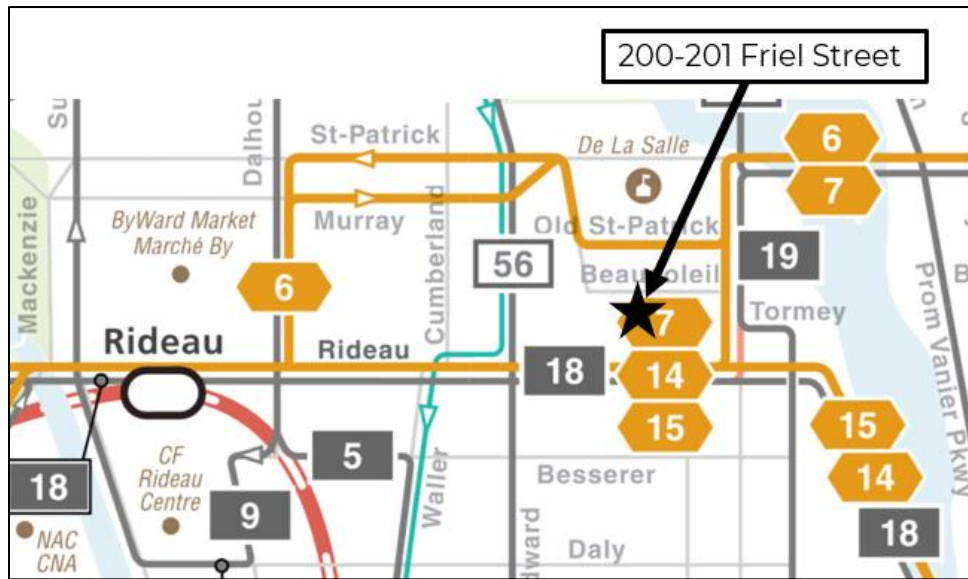 200-201 Friel Street
Su
Dalhou
St-Patrick
De La Salle
6
7
Mackenzie
ByWard Market
Marché By
Murray
Cumberland
Old St-Patrick
56
19
6
Beausoleil
Prom Vanier Pkwy
7
Tormey
Rideau
Rideau
18
14
15
15
14
18
CF
Rideau
Centre
5
9
Waller
Besserer
18
NAC
CNA
dward
Daly